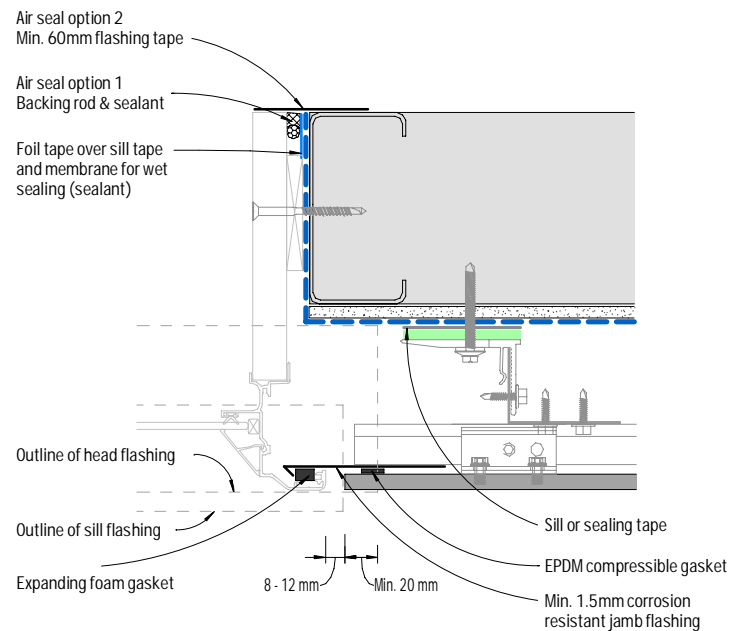 Air seal option 2
Min. 60mm flashing tape
Air seal option 1
Backing rod & sealant
Foil tape over sill tape
and membrane for wet
sealing (sealant)
Outline of head flashing
Outline of sill flashing
Expanding foam gasket
8 - 12 mm
Min. 20 mm
Sill or sealing tape
EPDM compressible gasket
Min. 1.5mm corrosion
resistant jamb flashing